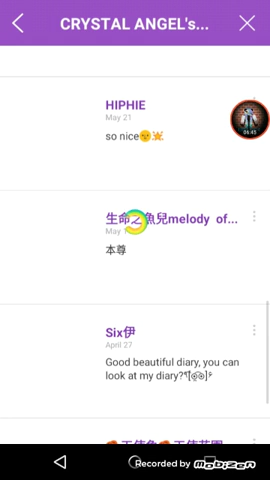 CRYSTAL ANGEL's...
HIPHIE
May 21
so nice
06:45
生命之魚兒melody of...
May 1
本尊
Six伊
April 27
Good beautiful diary, you can
look at my diary?
Recorded by mobizen